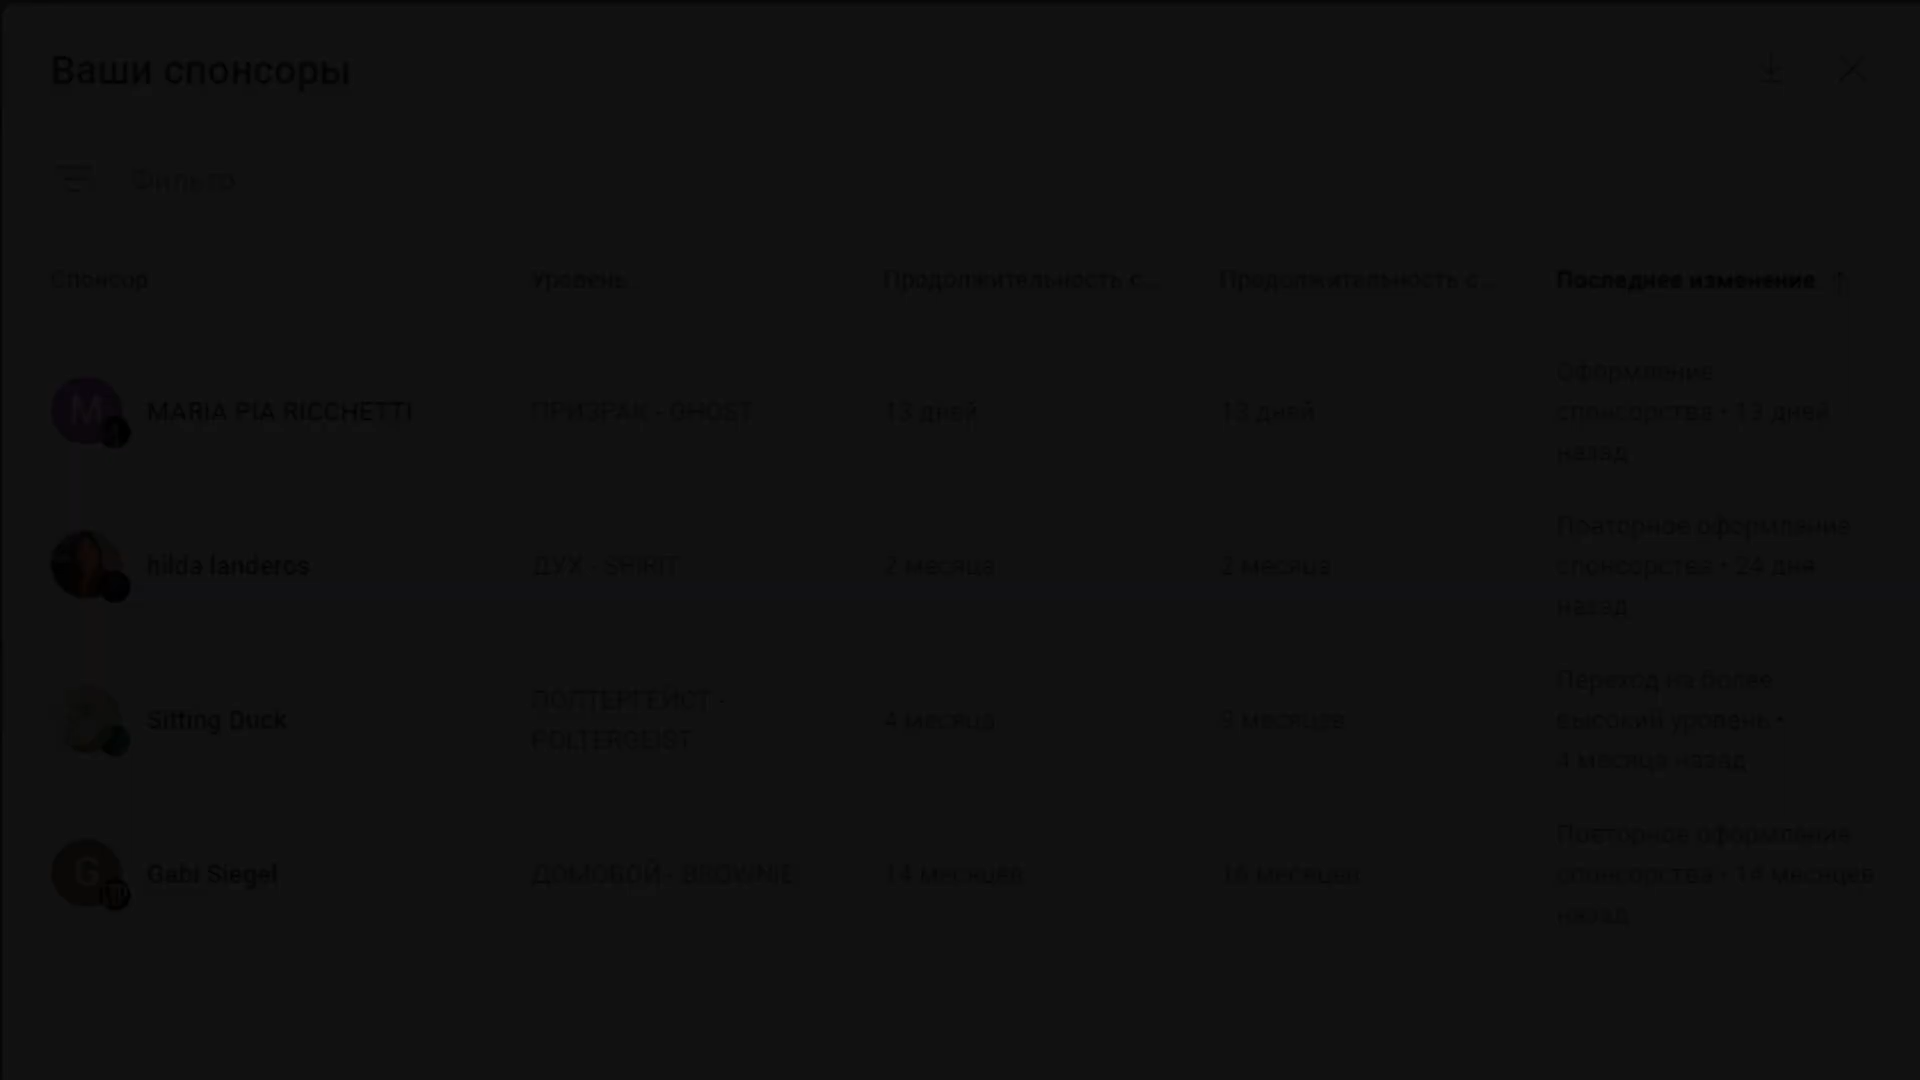 Ваши спонсоры
Фильтр
Спонсор
Уровень
Продолжительность с...
Продолжительность с...
Последнее изменение ↑
MARIA PIA RICCHETTI
ПРИЗРАК - GHOST
13 дней
13 дней
Оформление
спонсорства • 13 дней
назад
hilda landeros
ДУХ - SPIRIT
2 месяца
2 месяца
Повторное оформление
спонсорства • 24 дня
назад
Sitting Duck
ПОЛТЕРГЕЙСТ -
POLTERGEIST
4 месяца
9 месяцев
Переход на более
высокий уровень •
4 месяца назад
Gabi Siegel
ДОМОВОЙ - BROWNIE
14 месяцев
16 месяцев
Повторное оформление
спонсорства • 14 месяцев
назад